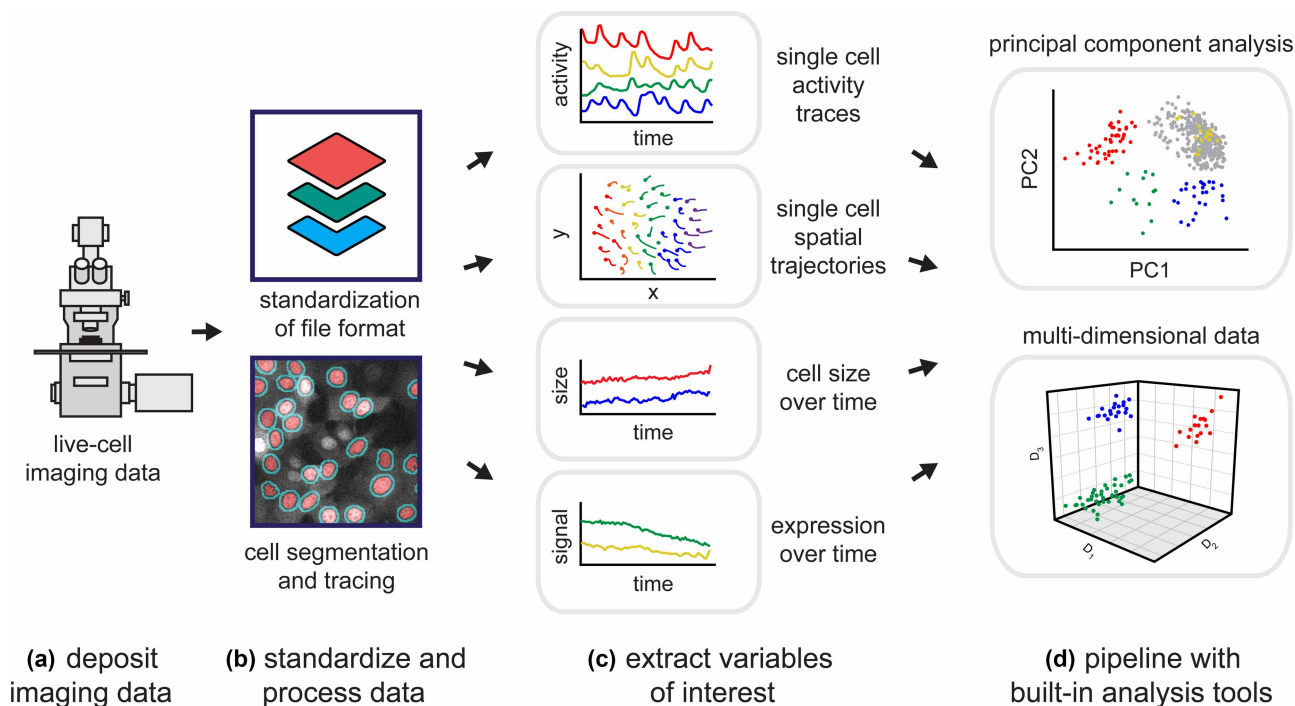 live-cell
imaging data
standardization
of file format
cell segmentation
and tracing
activity
time
single cell
activity
traces
y
x
single cell
spatial
trajectories
size
time
cell size
over time
signal
time
expression
over time
principal component analysis
PC2
PC1
multi-dimensional data
D3
D1
D2
(a) deposit
imaging data
(b) standardize and
process data
(c) extract variables
of interest
(d) pipeline with
built-in analysis tools